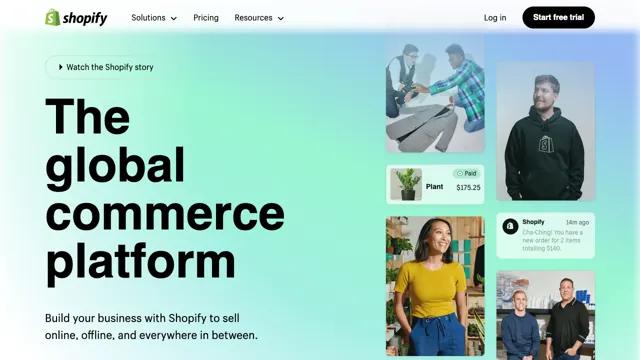 shopify
Solutions
Pricing
Resources
Log in
Start free trial
Watch the Shopify story
The
global
commerce
platform
Build your business with Shopify to sell
online, offline, and everywhere in between.
Paid
Plant
$175.25
Shopify
14m ago
Cha-Ching! You have a
new order for 2 items
totalling $140.